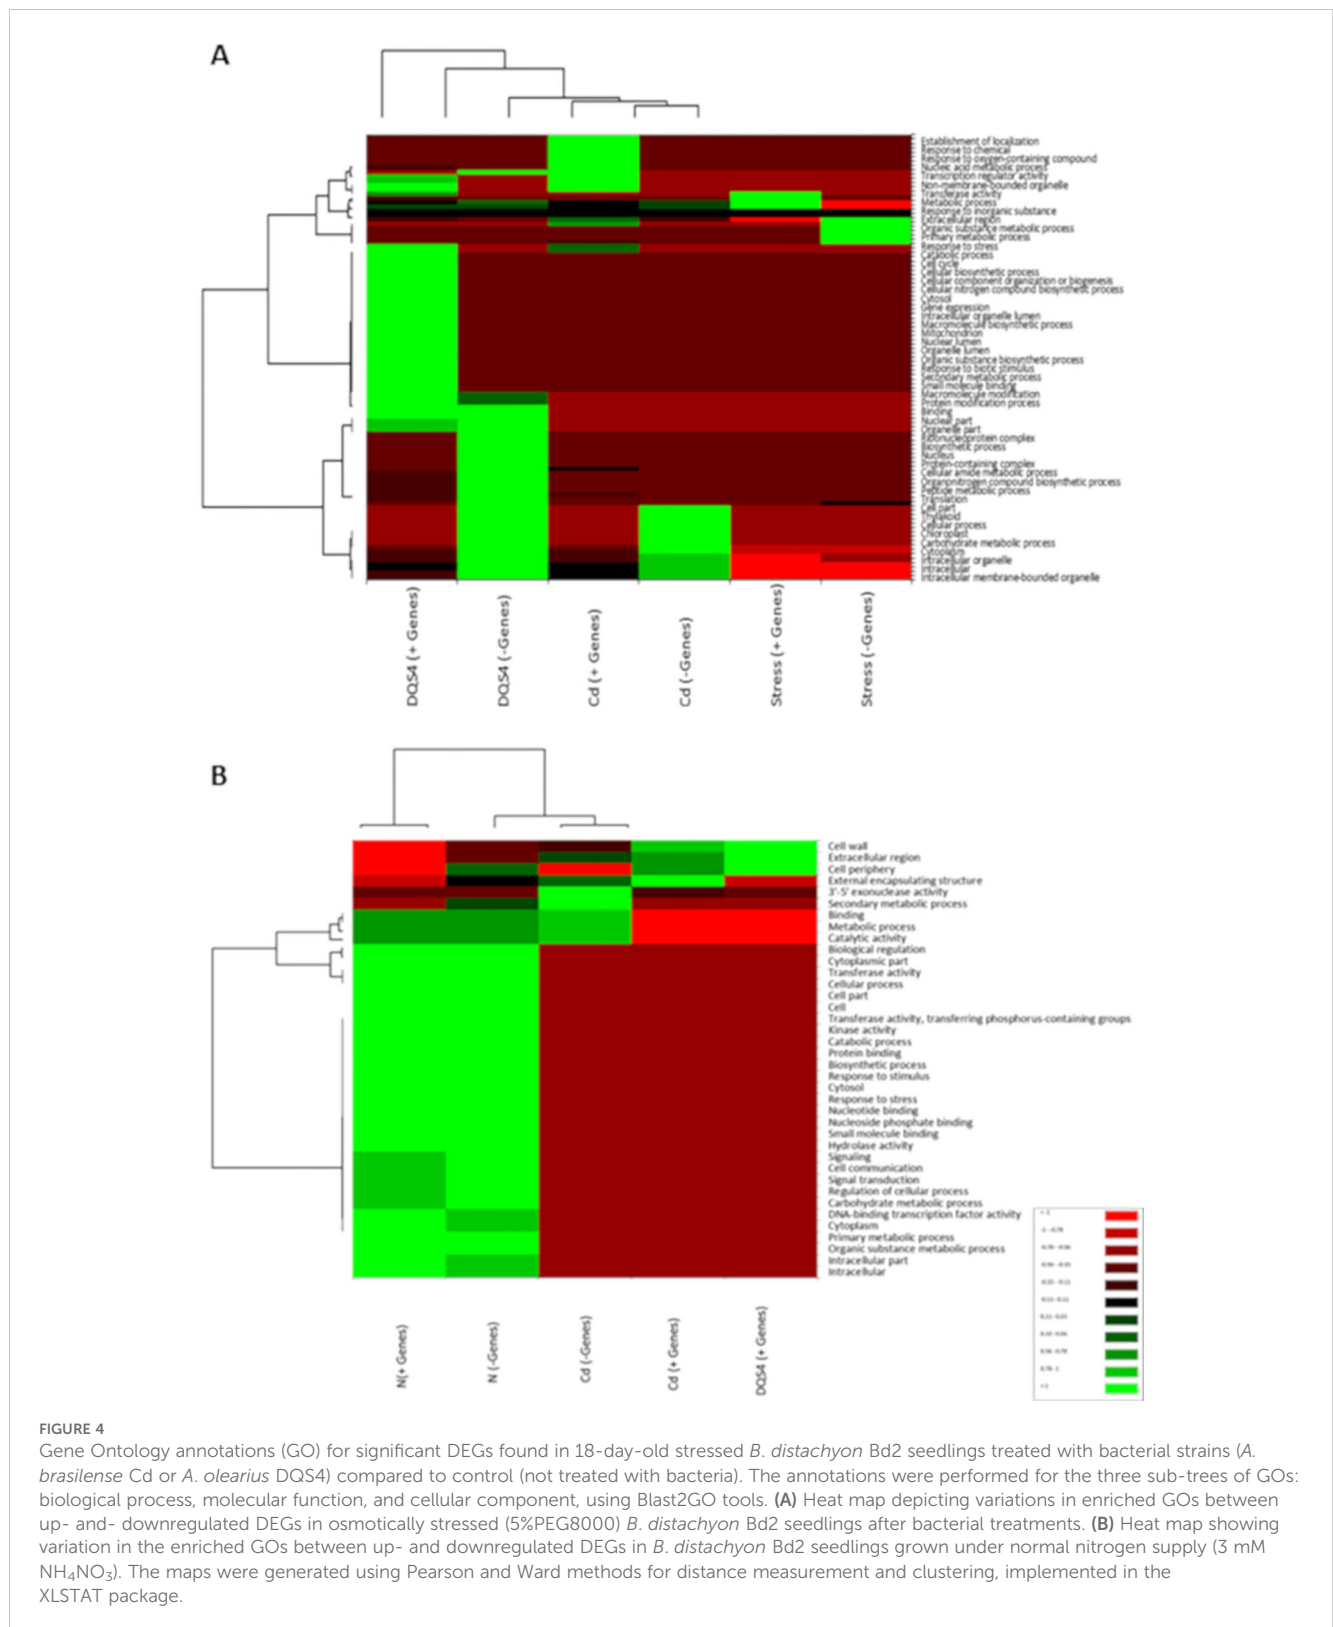 A
Establishment of localization
Response to chemical
Response to oxygen-containing compound
Nucleic acid metabolic process
Transcription regulator activity
Non-membrane-bounded organelle
Transferase activity
Metabolic process
Response to inorganic substance
Extracellular region
Organic substance metabolic process
Primary metabolic process
Response to stress
Catabolic process
Cell cycle
Cellular biosynthetic process
Cellular component organization or biogenesis
Cellular nitrogen compound biosynthetic process
Cytosol
Gene expression
Intracellular organelle lumen
Macromolecule biosynthetic process
Mitochondrion
Nuclear lumen
Organelle lumen
Organic substance biosynthetic process
Response to biotic stimulus
Secondary metabolic process
Small molecule binding
Macromolecule modification
Protein modification process
Binding
Nuclear part
Organelle part
Ribonucleoprotein complex
Biosynthetic process
Nucleus
Protein-containing complex
Cellular amide metabolic process
Organonitrogen compound biosynthetic process
Peptide metabolic process
Translation
Cell part
Thylakoid
Cellular process
Chloroplast
Carbohydrate metabolic process
Cytoplasm
Intracellular organelle
Intracellular
Intracellular membrane-bounded organelle
DQS4 (+ Genes)
DQS4 (-Genes)
Cd (+ Genes)
Cd (-Genes)
Stress (+ Genes)
Stress (-Genes)
B
Cell wall
Extracellular region
Cell periphery
External encapsulating structure
3'-5' exonuclease activity
Secondary metabolic process
Binding
Metabolic process
Catalytic activity
Biological regulation
Cytoplasmic part
Transferase activity
Cellular process
Cell part
Cell
Transferase activity, transferring phosphorus-containing groups
Kinase activity
Catabolic process
Protein binding
Biosynthetic process
Response to stimulus
Cytosol
Response to stress
Nucleotide binding
Nucleoside phosphate binding
Small molecule binding
Hydrolase activity
Signaling
Cell communication
Signal transduction
Regulation of cellular process
Carbohydrate metabolic process
DNA-binding transcription factor activity
Cytoplasm
Primary metabolic process
Organic substance metabolic process
Intracellular part
Intracellular
N(+ Genes)
N (-Genes)
Cd (-Genes)
Cd (+ Genes)
DQS4 (+ Genes)
FIGURE 4
Gene Ontology annotations (GO) for significant DEGs found in 18-day-old stressed B. distachyon Bd2 seedlings treated with bacterial strains (A.
brasilense Cd or A. olearius DQS4) compared to control (not treated with bacteria). The annotations were performed for the three sub-trees of GOs:
biological process, molecular function, and cellular component, using Blast2GO tools. (A) Heat map depicting variations in enriched GOs between
up- and- downregulated DEGs in osmotically stressed (5%PEG8000) B. distachyon Bd2 seedlings after bacterial treatments. (B) Heat map showing
variation in the enriched GOs between up- and downregulated DEGs in B. distachyon Bd2 seedlings grown under normal nitrogen supply (3 mM
NH₄NO₃). The maps were generated using Pearson and Ward methods for distance measurement and clustering, implemented in the
XLSTAT package.